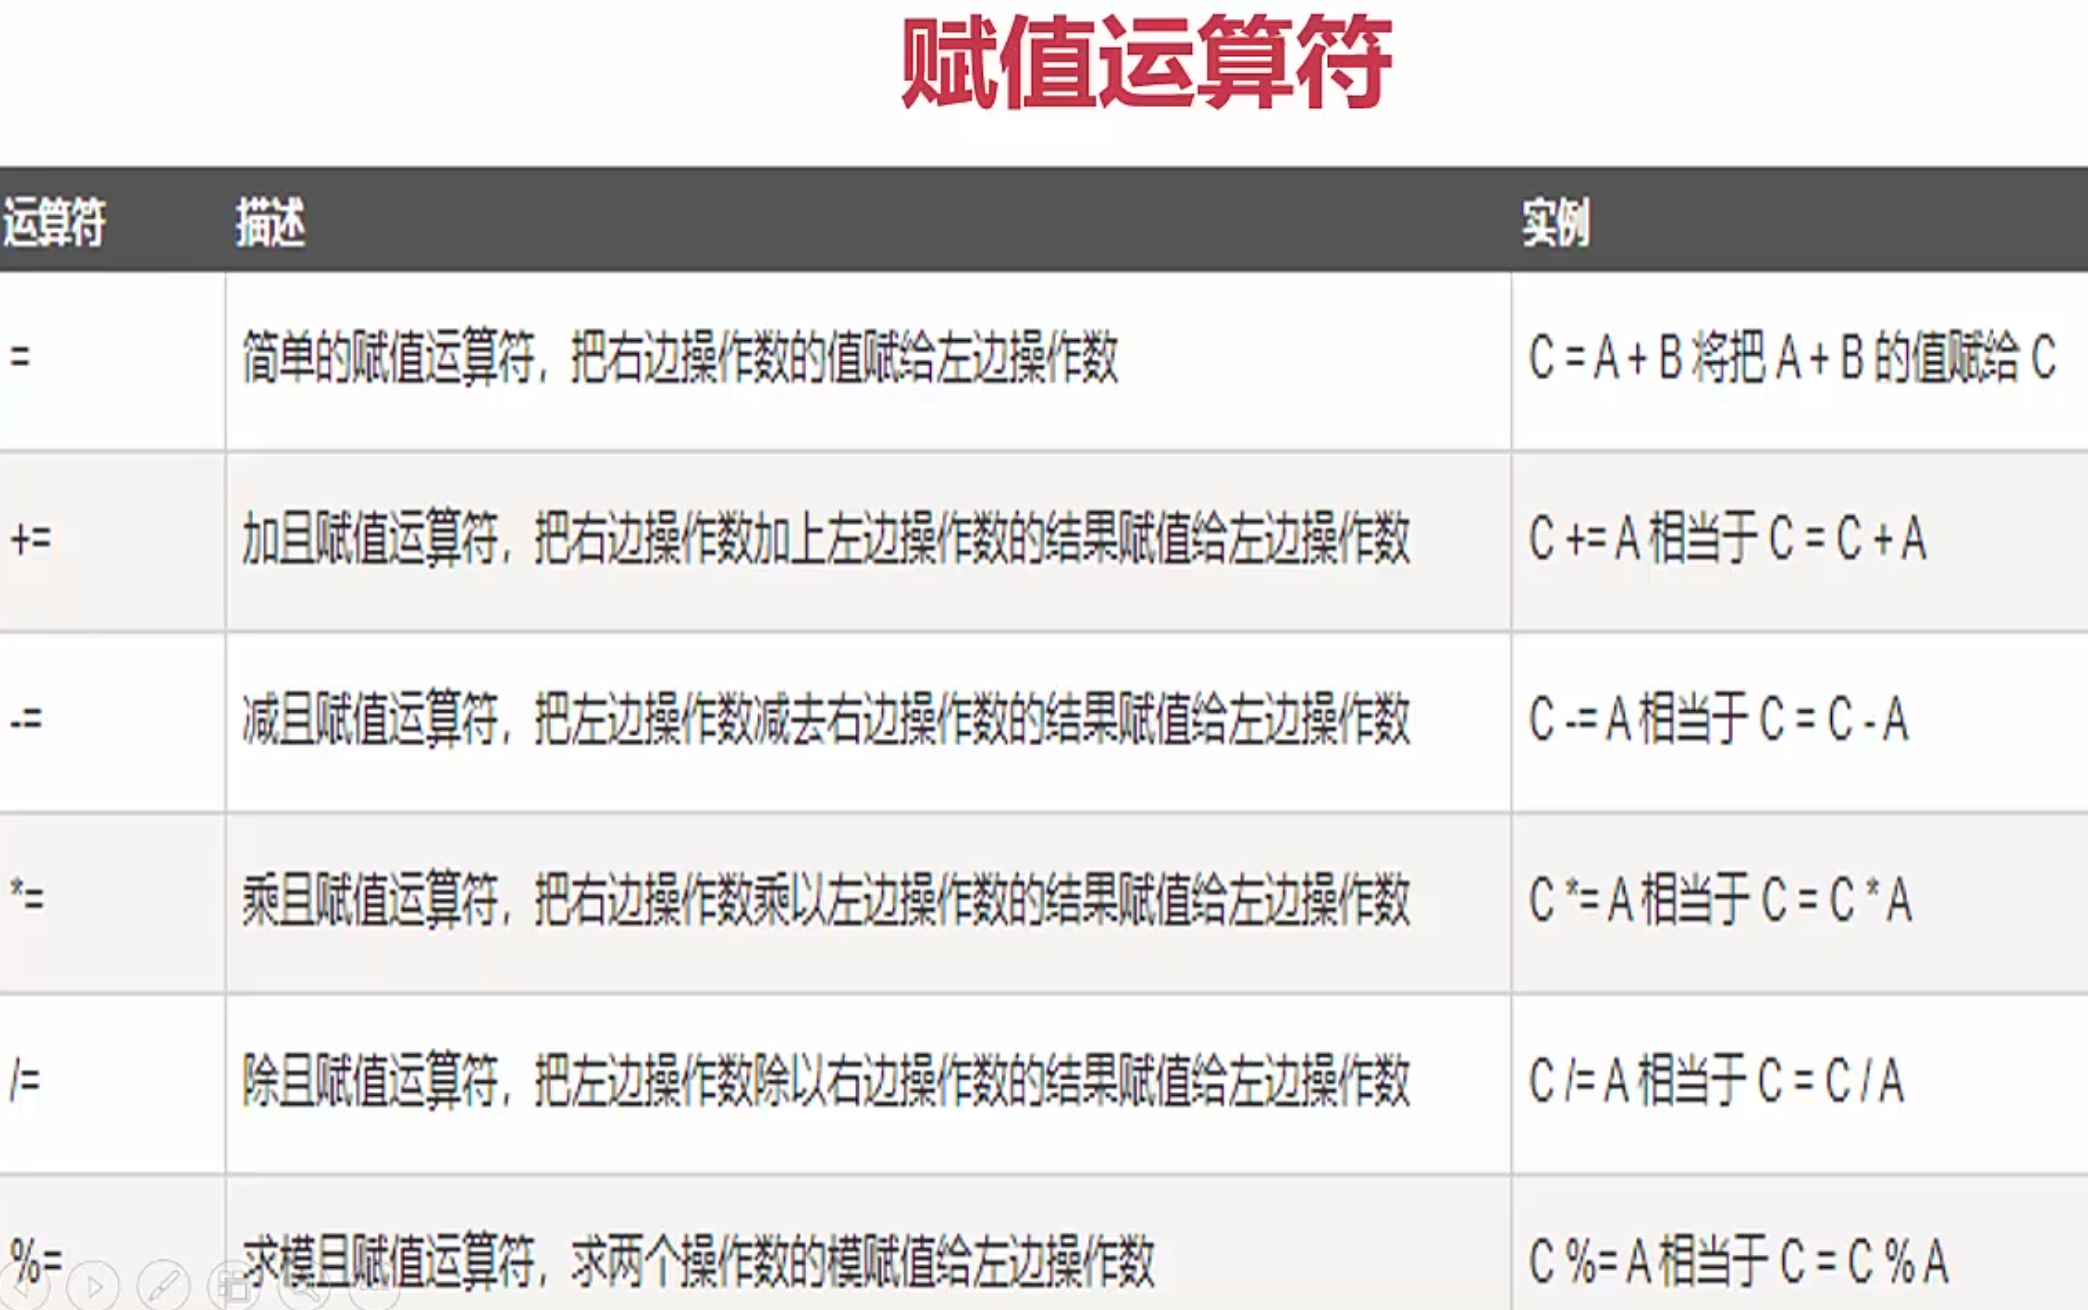 赋值运算符
运算符 描述 实例
= 简单的赋值运算符，把右边操作数的值赋给左边操作数 C = A + B 将把 A + B 的值赋给 C
+= 加且赋值运算符，把右边操作数加上左边操作数的结果赋值给左边操作数 C += A 相当于 C = C + A
-= 减且赋值运算符，把左边操作数减去右边操作数的结果赋值给左边操作数 C -= A 相当于 C = C - A
*= 乘且赋值运算符，把右边操作数乘以左边操作数的结果赋值给左边操作数 C *= A 相当于 C = C * A
/= 除且赋值运算符，把左边操作数除以右边操作数的结果赋值给左边操作数 C /= A 相当于 C = C / A
%= 求模且赋值运算符，求两个操作数的模赋值给左边操作数 C %= A 相当于 C = C % A